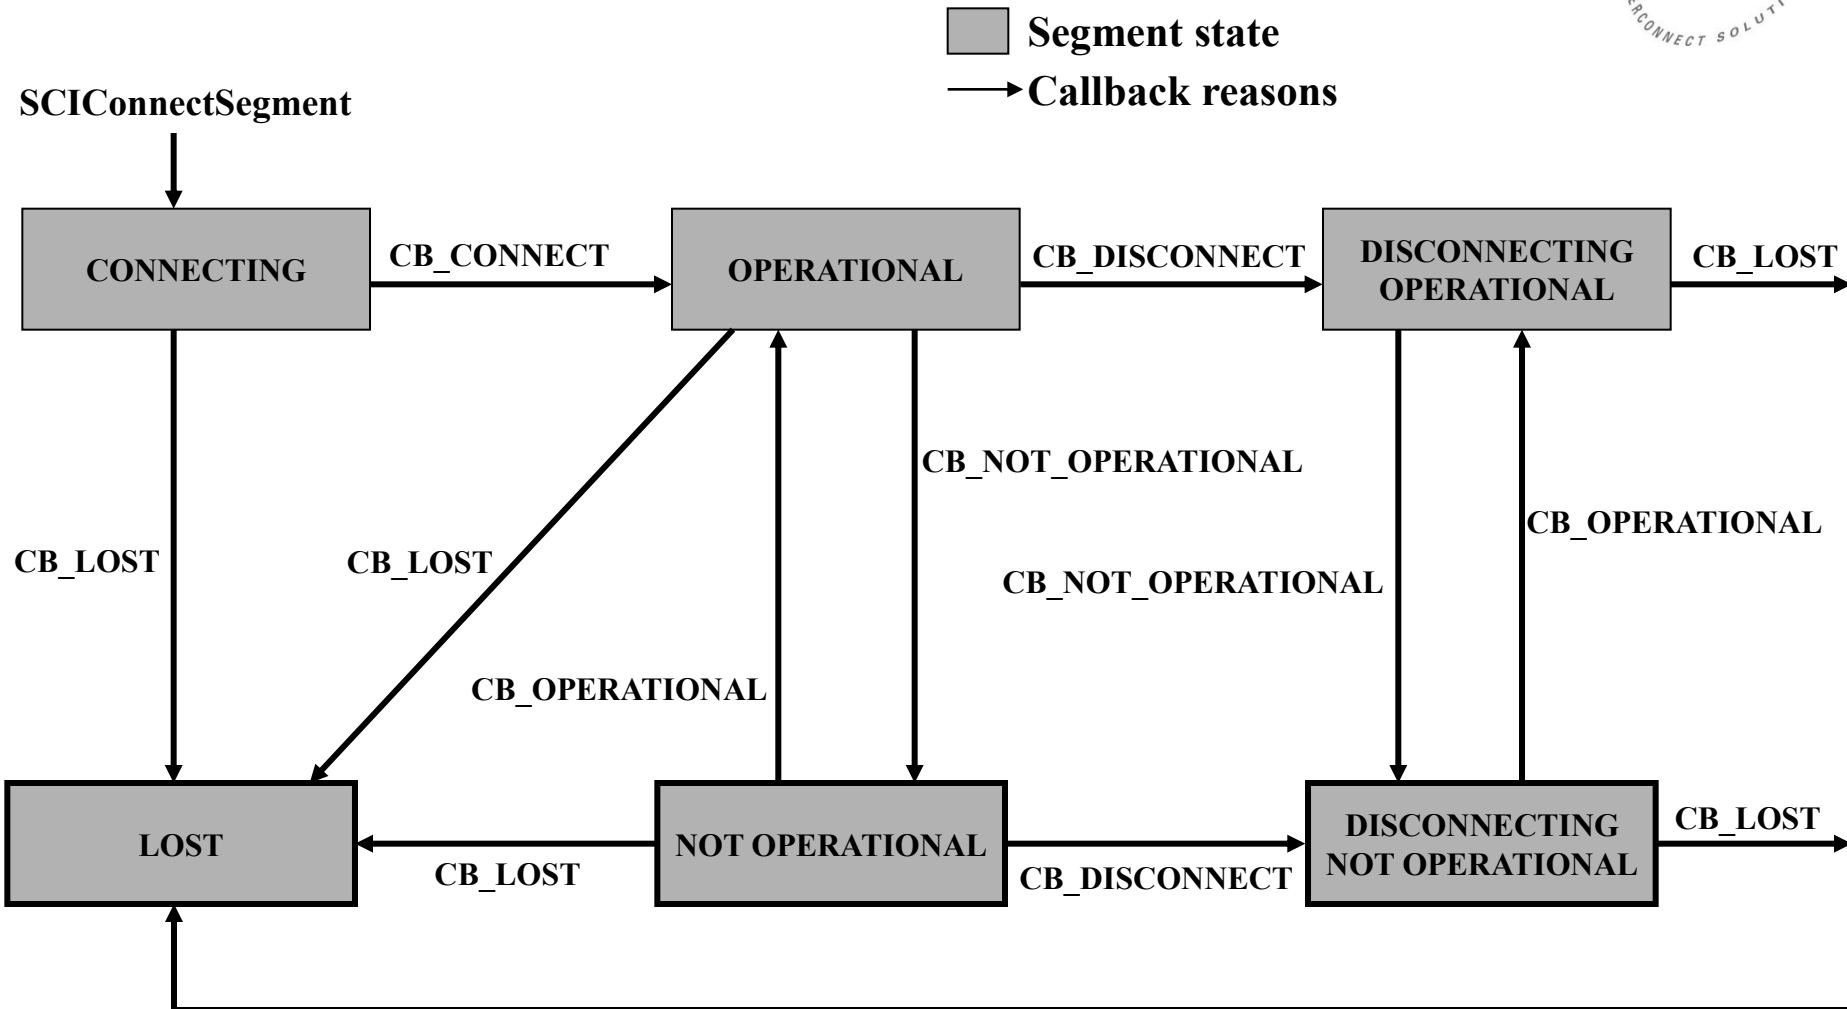 Segment state
Callback reasons
SCIConnectSegment
CONNECTING
CB_CONNECT
OPERATIONAL
CB_DISCONNECT
DISCONNECTING
OPERATIONAL
CB_LOST
CB_NOT_OPERATIONAL
CB_OPERATIONAL
CB_LOST
CB_LOST
CB_NOT_OPERATIONAL
CB_OPERATIONAL
LOST
CB_LOST
NOT OPERATIONAL
CB_DISCONNECT
DISCONNECTING
NOT OPERATIONAL
CB_LOST